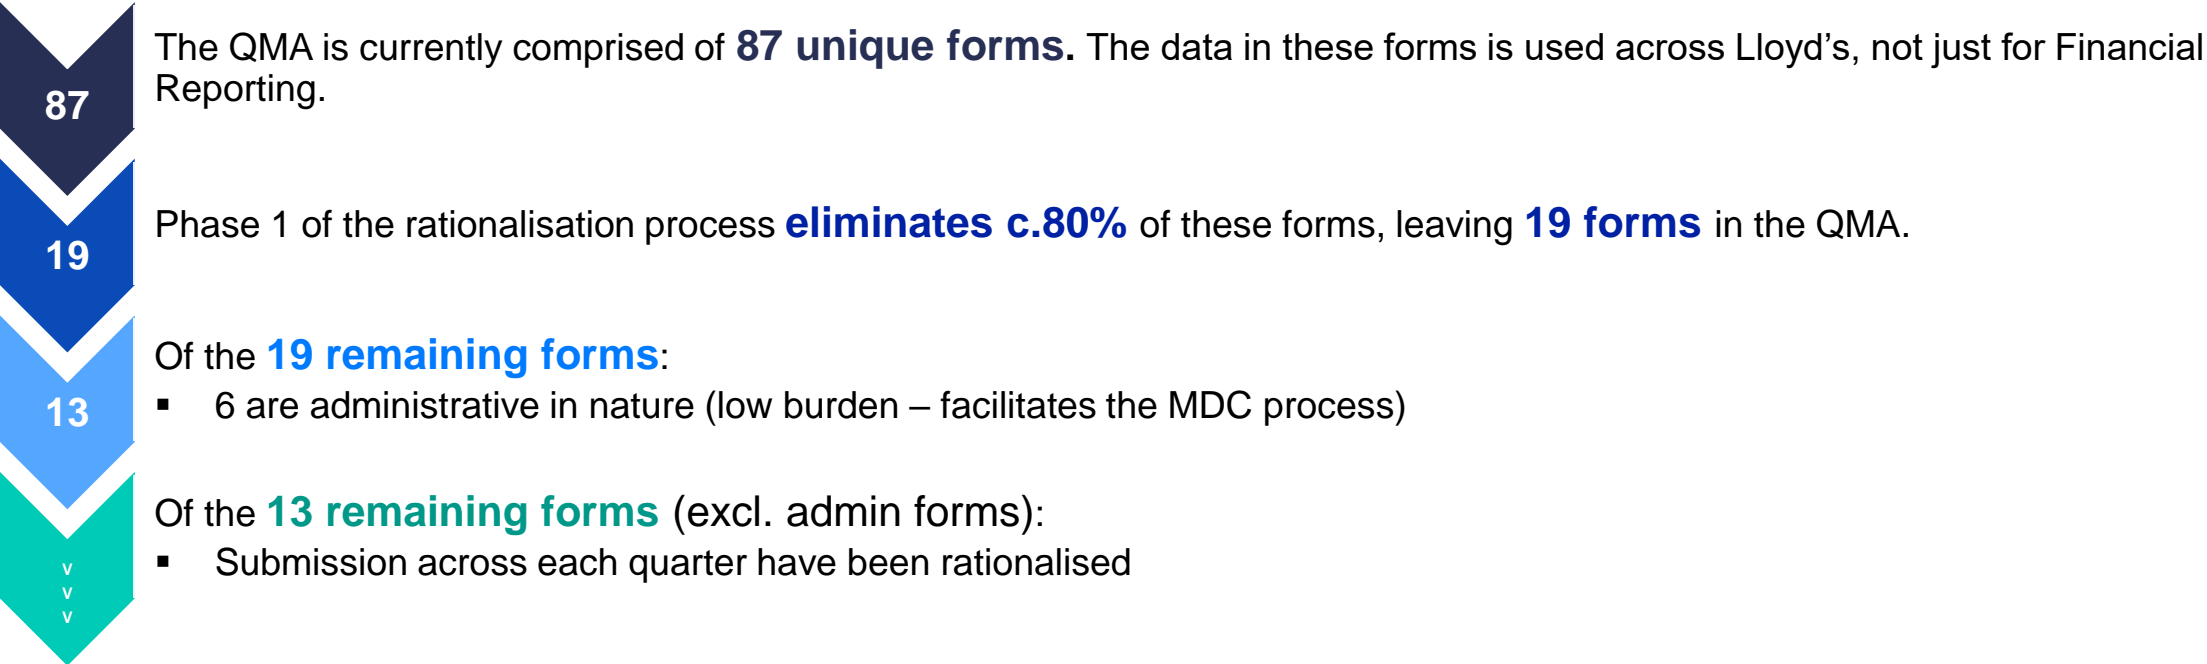 87
The QMA is currently comprised of 87 unique forms. The data in these forms is used across Lloyd's, not just for Financial
Reporting.
19
Phase 1 of the rationalisation process eliminates c.80% of these forms, leaving 19 forms in the QMA.
13
Of the 19 remaining forms:
▪ 6 are administrative in nature (low burden – facilitates the MDC process)
Of the 13 remaining forms (excl. admin forms):
▪ Submission across each quarter have been rationalised
v
v
v